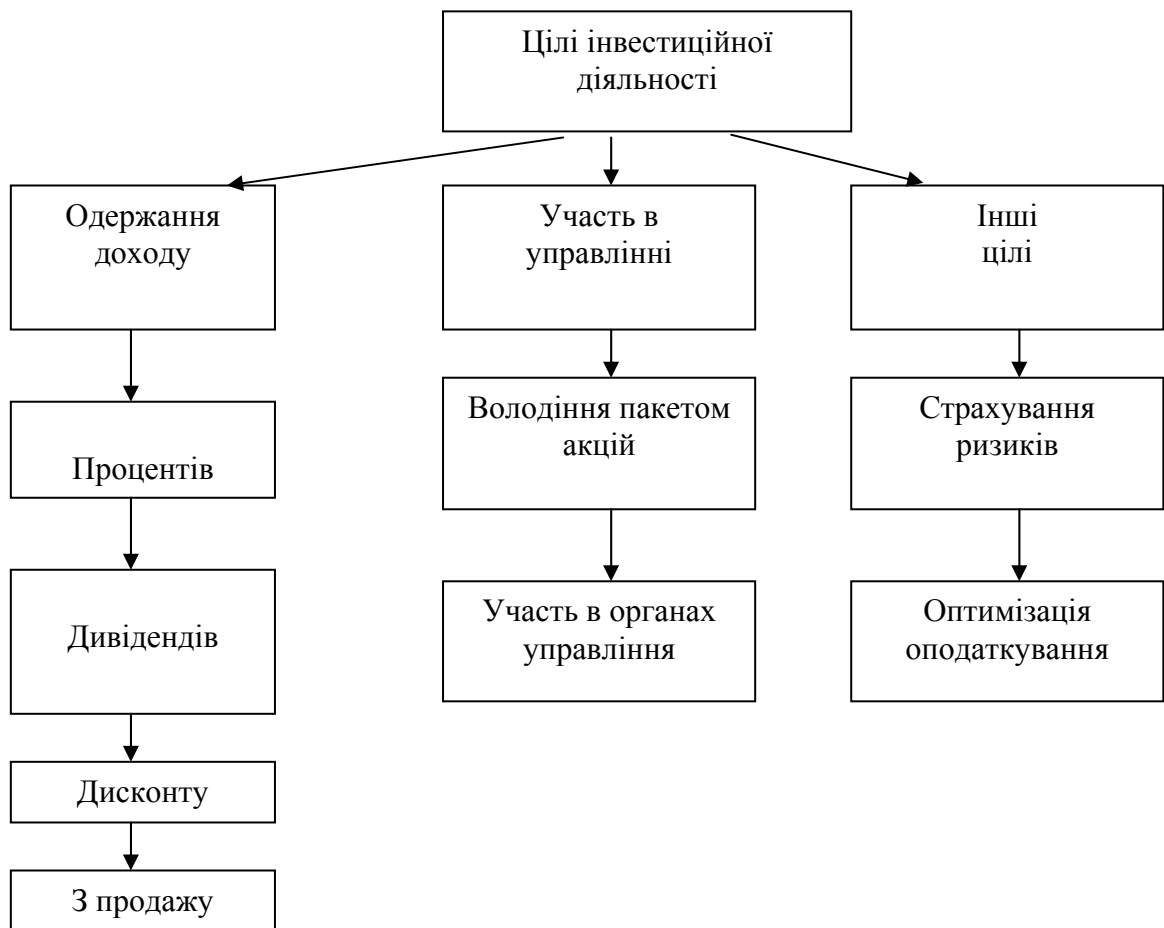 Цілі інвестиційної
діяльності
Одержання
доходу
Участь в
управлінні
Інші
цілі
Процентів
Володіння пакетом
акцій
Страхування
ризиків
Дивідендів
Участь в органах
управління
Оптимізація
оподаткування
Дисконту
З продажу